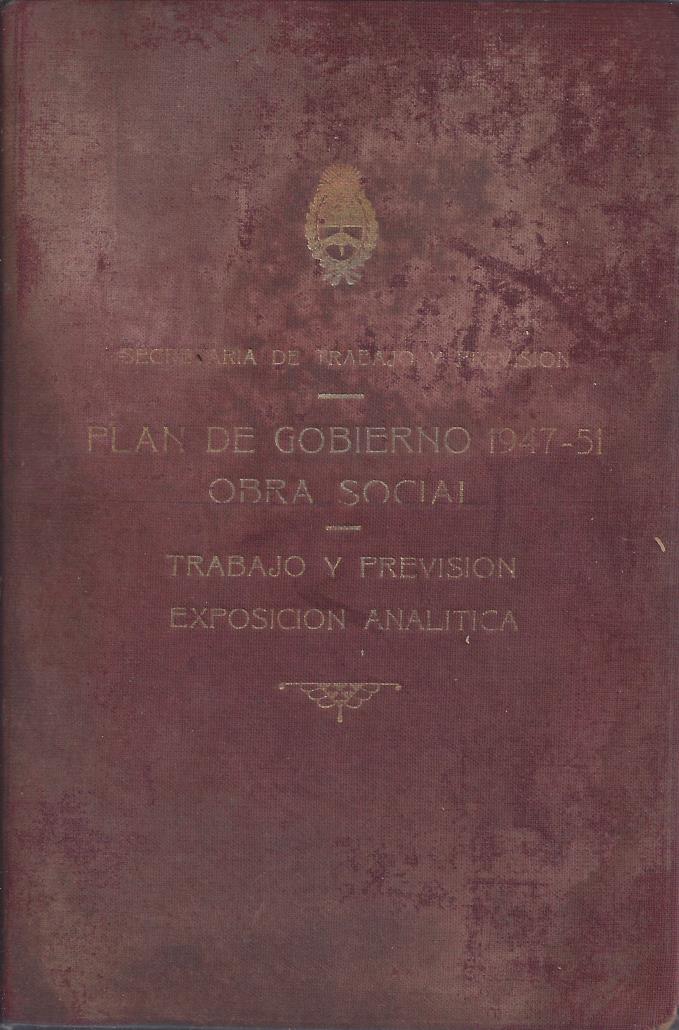 SECRETARIA DE TRABAJO Y PREVISION
PLAN DE GOBIERNO 1947-51
OBRA SOCIAL
TRABAJO Y PREVISION
EXPOSICION ANALITICA